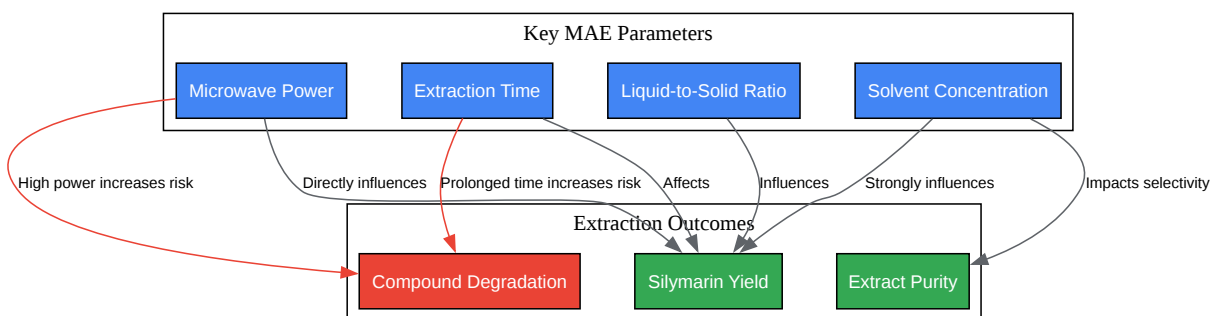 Key MAE Parameters
Microwave Power
Extraction Time
Liquid-to-Solid Ratio
Solvent Concentration
High power increases risk
Directly influences
Prolonged time increases risk
Affects
Influences
Strongly influences
Impacts selectivity
Extraction Outcomes
Compound Degradation
Silymarin Yield
Extract Purity